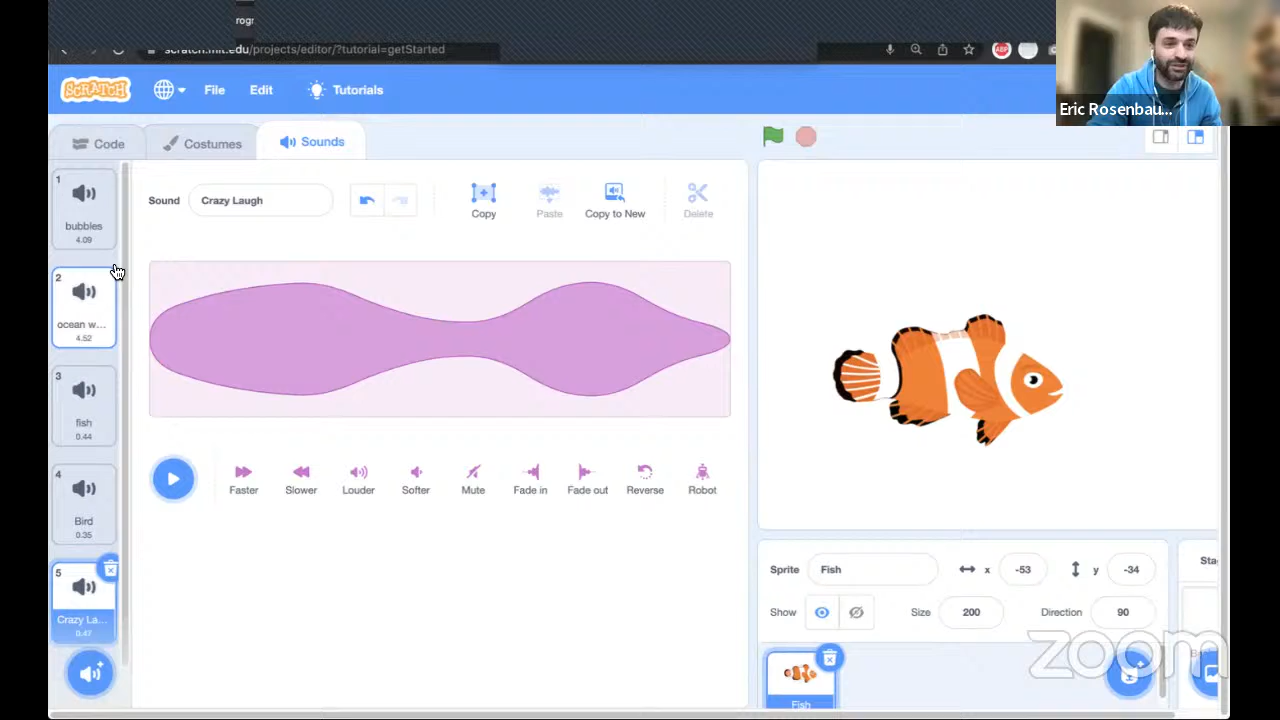 rogr
scratch.mit.edu/projects/editor/?tutorial=getStarted
ABP
Eric Rosenbau...
SCRATCH
File
Edit
Tutorials
Code
Costumes
Sounds
1
bubbles
4.09
2
ocean w...
4.52
3
fish
0.44
4
Bird
0.35
5
Crazy La...
0.47
Sound
Crazy Laugh
Copy
Paste
Copy to New
Delete
Faster
Slower
Louder
Softer
Mute
Fade in
Fade out
Reverse
Robot
Sprite
Fish
x
-53
y
-34
Show
Size
200
Direction
90
Fish
Sta
zoom